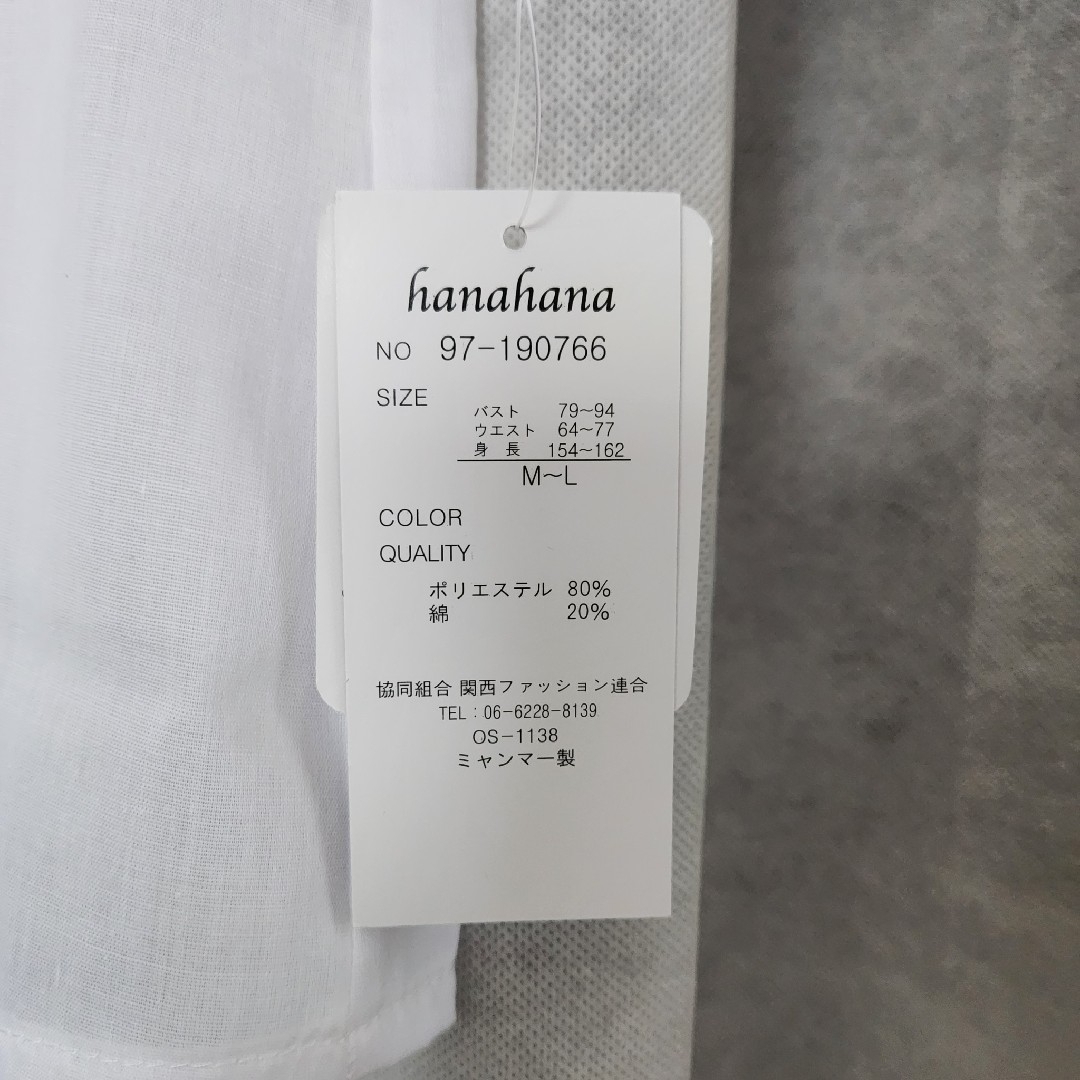 hanahana
NO 97-190766
SIZE
バスト 79~94
ウエスト 64~77
身長 154~162
M~L
COLOR
QUALITY
ポリエステル 80%
綿 20%
協同組合 関西ファッション連合
TEL:06-6228-8139
OS-1138
ミャンマー製